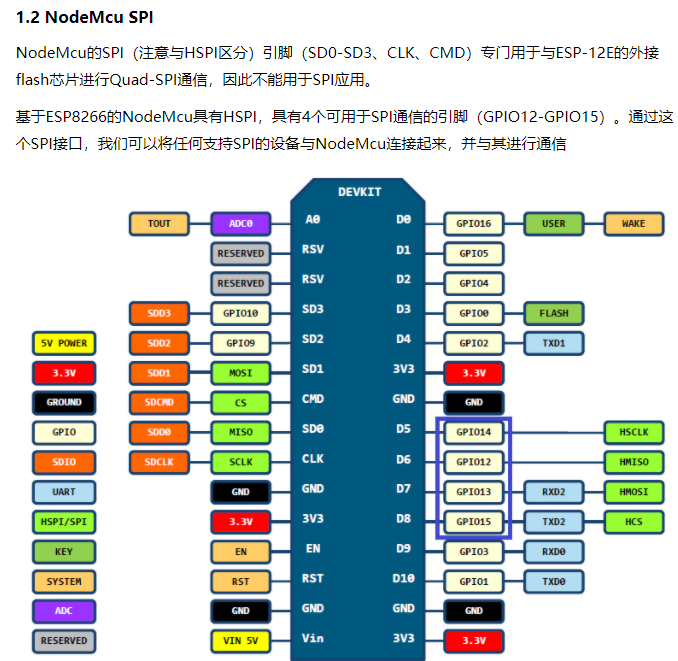 1.2 NodeMcu SPI
NodeMcu的SPI（注意与HSPI区分）引脚（SD0-SD3、CLK、CMD）专门用于与ESP-12E的外接
flash芯片进行Quad-SPI通信，因此不能用于SPI应用。
基于ESP8266的NodeMcu具有HSPI，具有4个可用于SPI通信的引脚（GPIO12-GPIO15）。通过这
个SPI接口，我们可以将任何支持SPI的设备与NodeMcu连接起来，并与其进行通信
DEVKIT
TOUT ADC0 A0 D0 GPIO16 USER WAKE
RESERVED RSV D1 GPIO5
RESERVED RSV D2 GPIO4
SDD3 GPIO10 SD3 D3 GPIO0 FLASH
5V POWER SDD2 GPIO9 SD2 D4 GPIO2 TXD1
3.3V SDD1 MOSI SD1 3V3 3.3V
GROUND SDCMD CS CMD GND GND
GPIO SDD0 MISO SD0 D5 GPIO14 HSCLK
SDIO SDCLK SCLK CLK D6 GPIO12 HMISO
UART GND GND D7 GPIO13 RXD2 HMOSI
HSPI/SPI 3.3V 3V3 D8 GPIO15 TXD2 HCS
KEY EN EN D9 GPIO3 RXD0
SYSTEM RST RST D10 GPIO1 TXD0
ADC GND GND GND GND
RESERVED VIN 5V Vin 3V3 3.3V